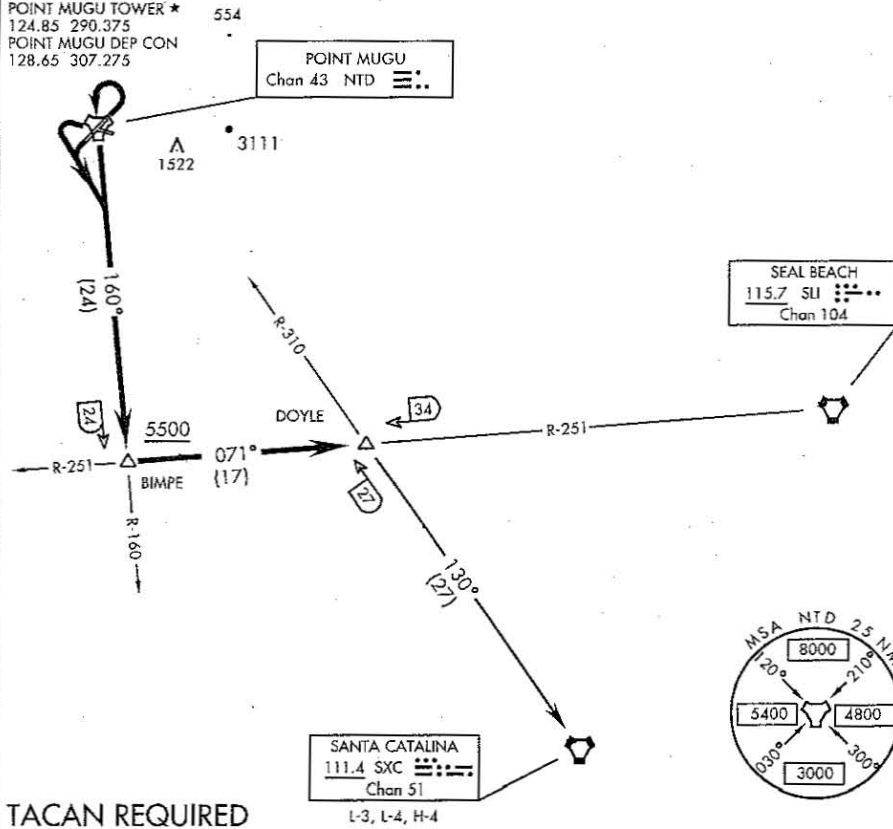 POINT MUGU TOWER ★
124.85 290.375
POINT MUGU DEP CON
128.65 307.275
554
POINT MUGU
Chan 43 NTD
3111
1522
160°
(24)
SEAL BEACH
115.7 SLI
Chan 104
R-310
24
5500
DOYLE
34
R-251
R-251
BIMPE
071°
(17)
27
R-160
130°
(27)
MSA NTD 25 NM
8000
120°
210°
5400
4800
030°
300°
3000
SANTA CATALINA
111.4 SXC
Chan 51
L-3, L-4, H-4
TACAN REQUIRED